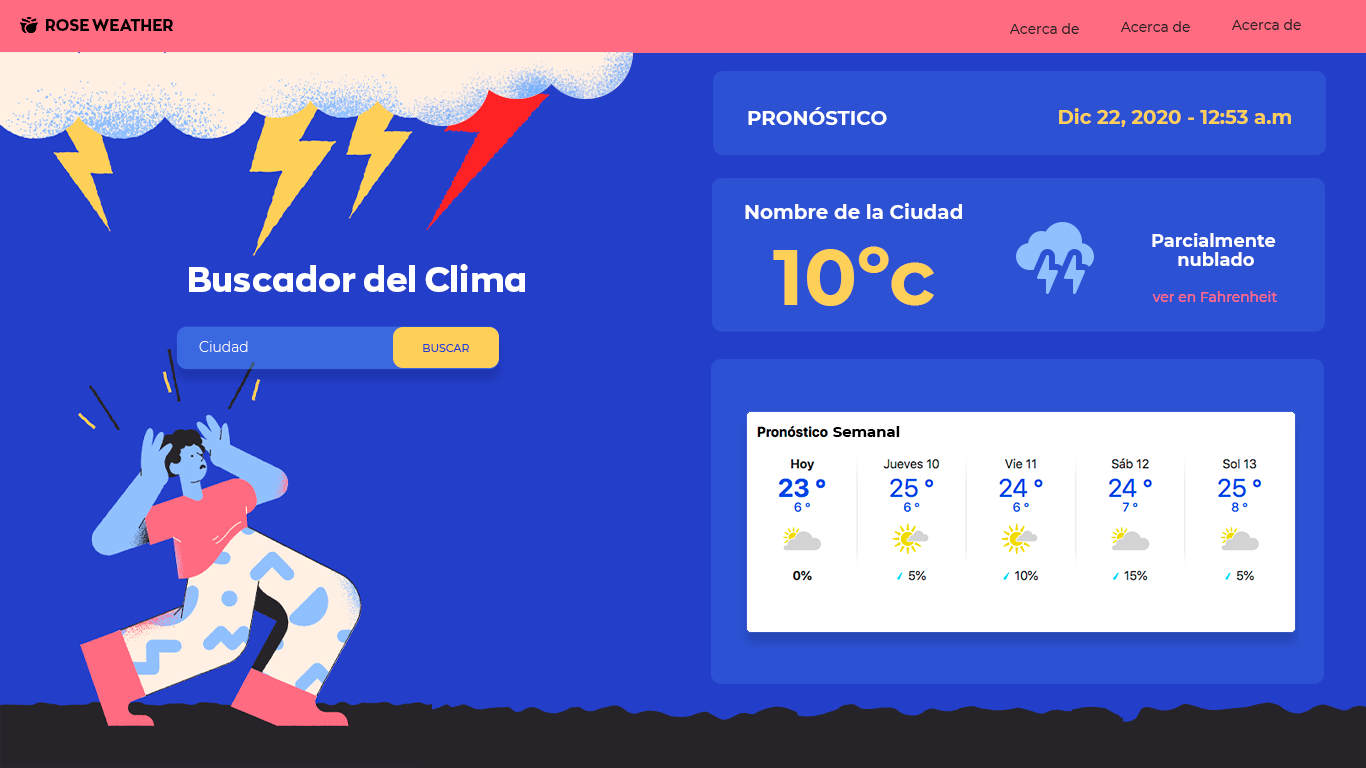 ROSE WEATHER
Acerca de
Acerca de
Acerca de
Buscador del Clima
Ciudad
BUSCAR
PRONÓSTICO
Dic 22, 2020 - 12:53 a.m
Nombre de la Ciudad
10°c
Parcialmente
nublado
ver en Fahrenheit
Pronóstico Semanal
Hoy
23 °
6 °
0%
Jueves 10
25 °
6 °
5%
Vie 11
24 °
6 °
10%
Sáb 12
24 °
7 °
15%
Sol 13
25 °
8 °
5%